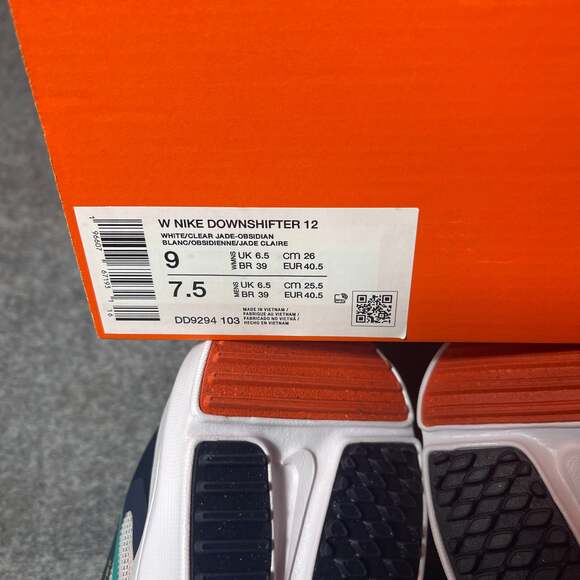 W NIKE DOWNSHIFTER 12
WHITE/CLEAR JADE-OBSIDIAN
BLANC/OBSIDIENNE/JADE CLAIRE
9 WMNS UK 6.5 CM 26
BR 39 EUR 40.5
7.5 MENS UK 6.5 CM 25.5
BR 39 EUR 40.5
DD9294 103
MADE IN VIETNAM /
FABRIQUE AU VIETNAM /
FABRICADO NO VIETNÃ /
HECHO EN VIETNAM